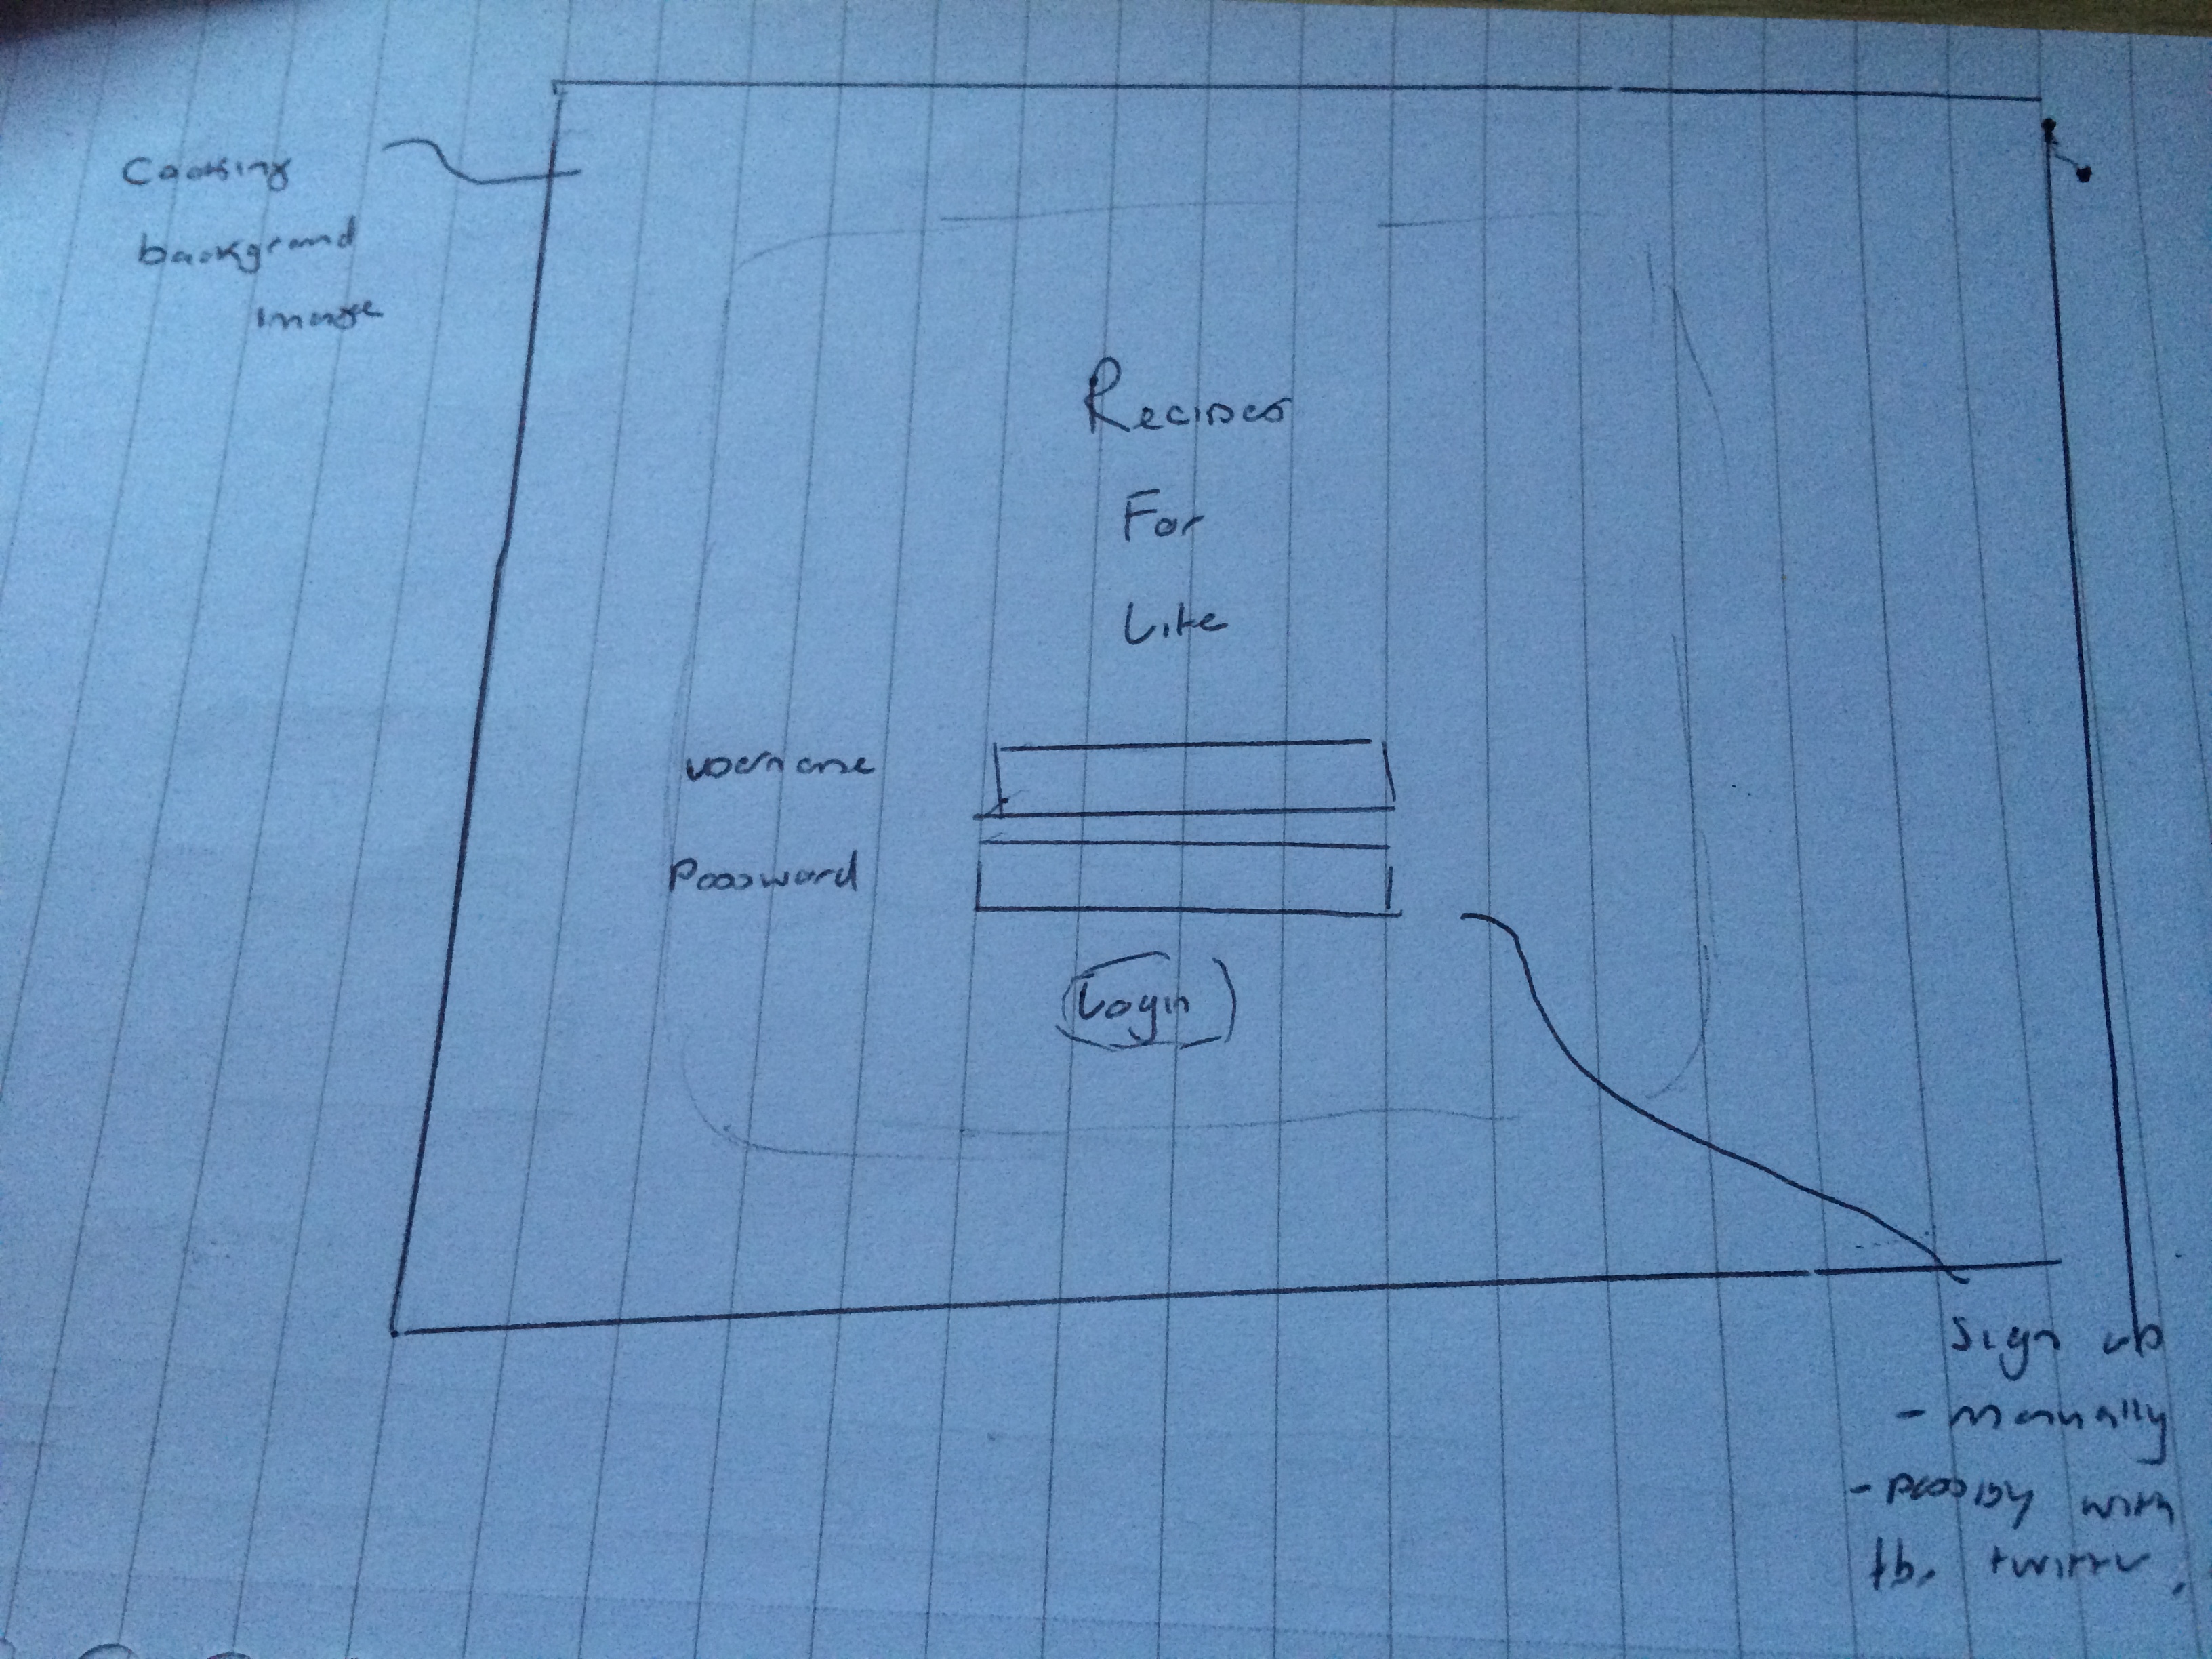 Cooking
background
image
Recipes
For
Life
username
Password
Login
Sign up
- manually
- possibly with
fb, twitter,